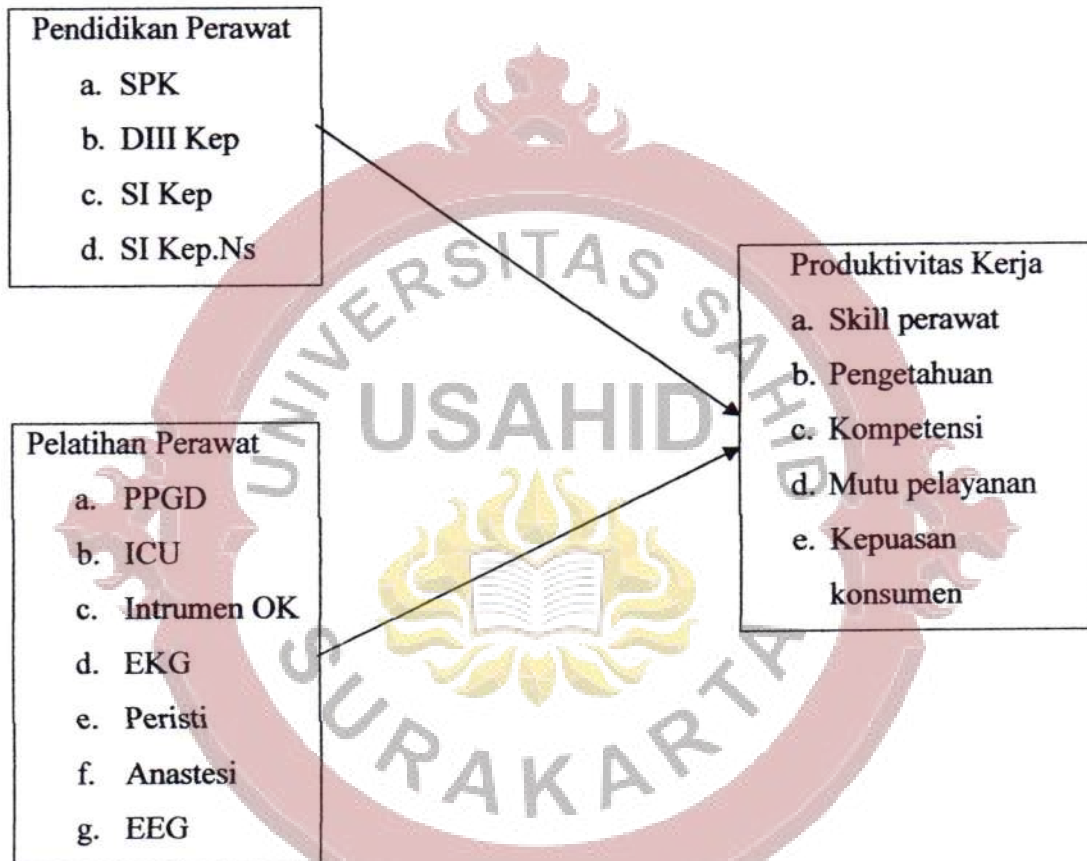 Pendidikan Perawat
a. SPK
b. DIII Kep
c. SI Kep
d. SI Kep.Ns
Pelatihan Perawat
a. PPGD
b. ICU
c. Intrumen OK
d. EKG
e. Peristi
f. Anastesi
g. EEG
Produktivitas Kerja
a. Skill perawat
b. Pengetahuan
c. Kompetensi
d. Mutu pelayanan
e. Kepuasan
konsumen
UNIVERSITAS SAHID
USAHID
SURAKARTA